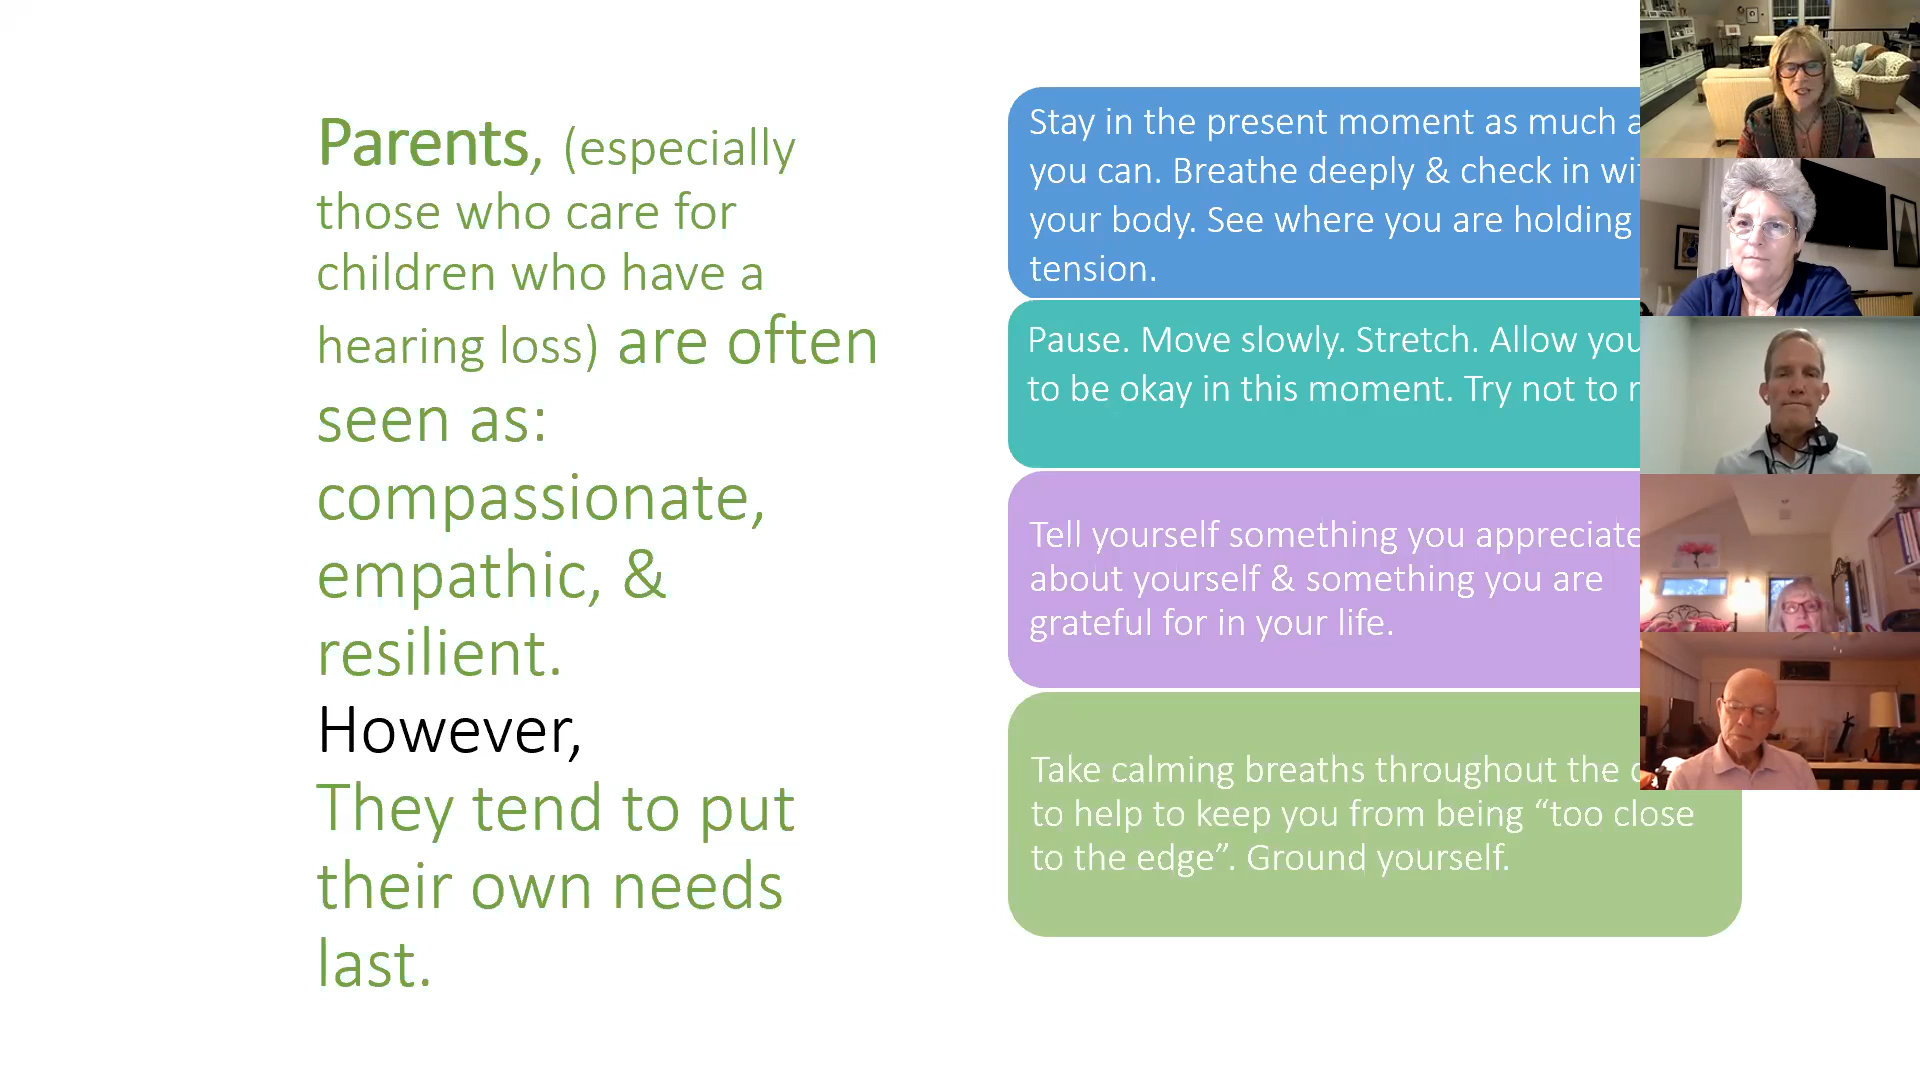 Parents, (especially
those who care for
children who have a
hearing loss) are often
seen as:
compassionate,
empathic, &
resilient.
However,
They tend to put
their own needs
last.
Stay in the present moment as much
you can. Breathe deeply & check in
your body. See where you are holding
tension.
Pause. Move slowly. Stretch. Allow
to be okay in this moment. Try not to
Tell yourself something you appreciate
about yourself & something you are
grateful for in your life.
Take calming breaths throughout the
to help to keep you from being “too close
to the edge”. Ground yourself.